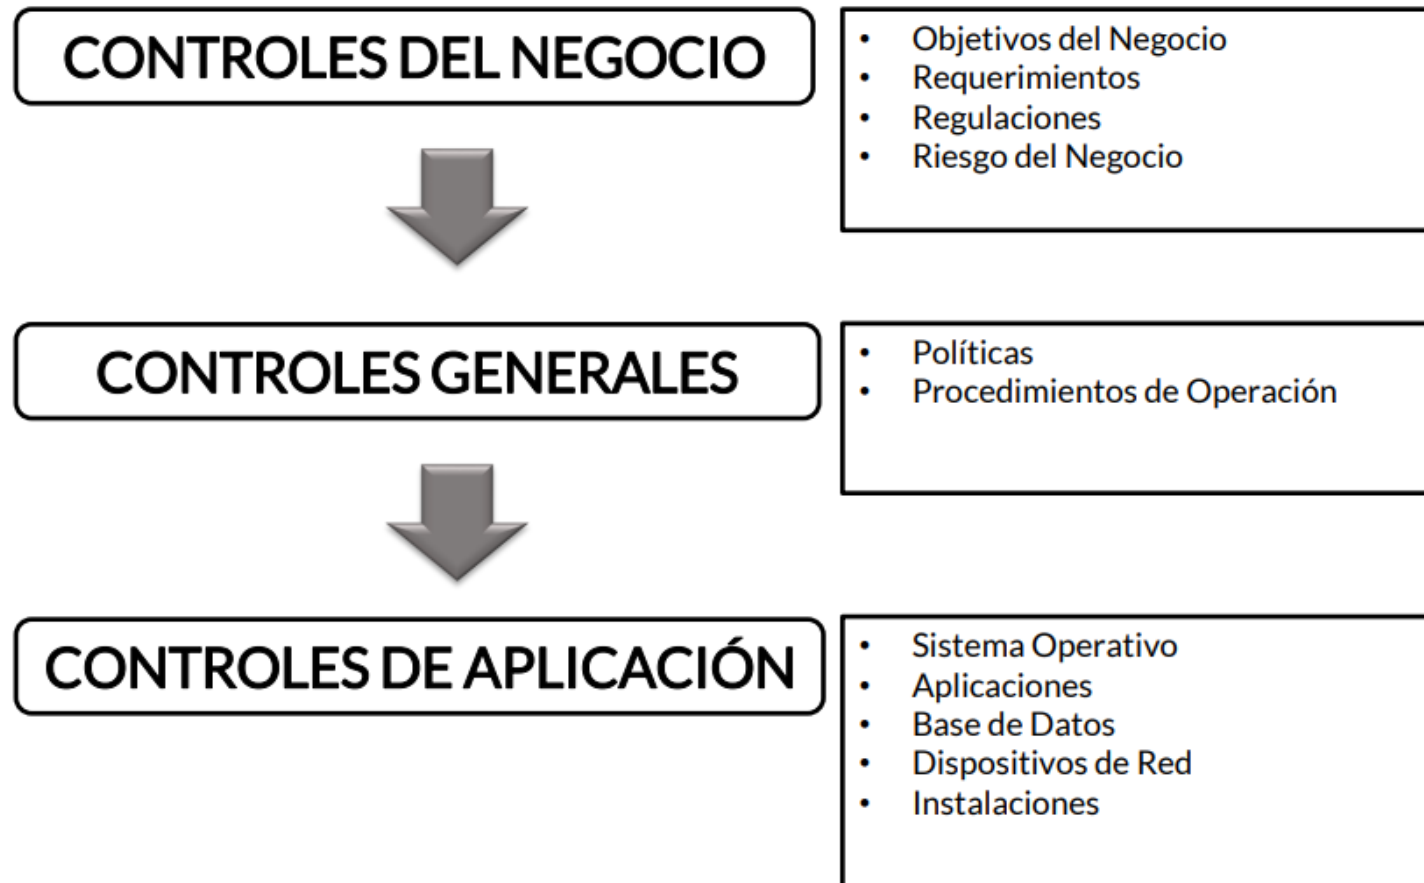 CONTROLES DEL NEGOCIO
• Objetivos del Negocio
• Requerimientos
• Regulaciones
• Riesgo del Negocio
CONTROLES GENERALES
• Políticas
• Procedimientos de Operación
CONTROLES DE APLICACIÓN
• Sistema Operativo
• Aplicaciones
• Base de Datos
• Dispositivos de Red
• Instalaciones